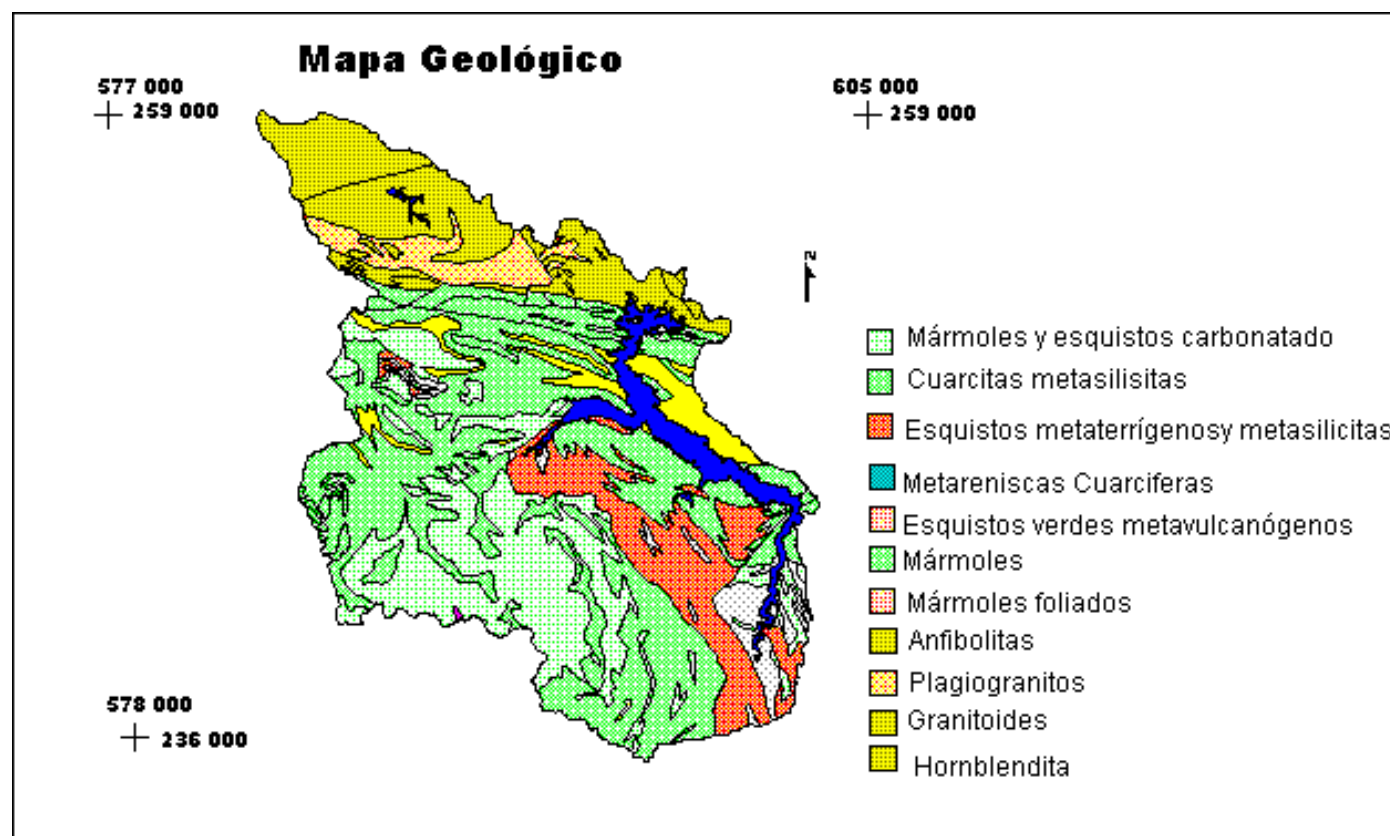 Mapa Geológico
577 000
259 000
605 000
259 000
Mármoles y esquistos carbonatado
Cuarcitas metasilisitas
Esquistos metaterrígenosy metasilicitas
Metareniscas Cuarciferas
Esquistos verdes metavulcanógenos
Mármoles
Mármoles foliados
Anfibolitas
Plagiogranitos
Granitoides
Hornblendita
578 000
236 000